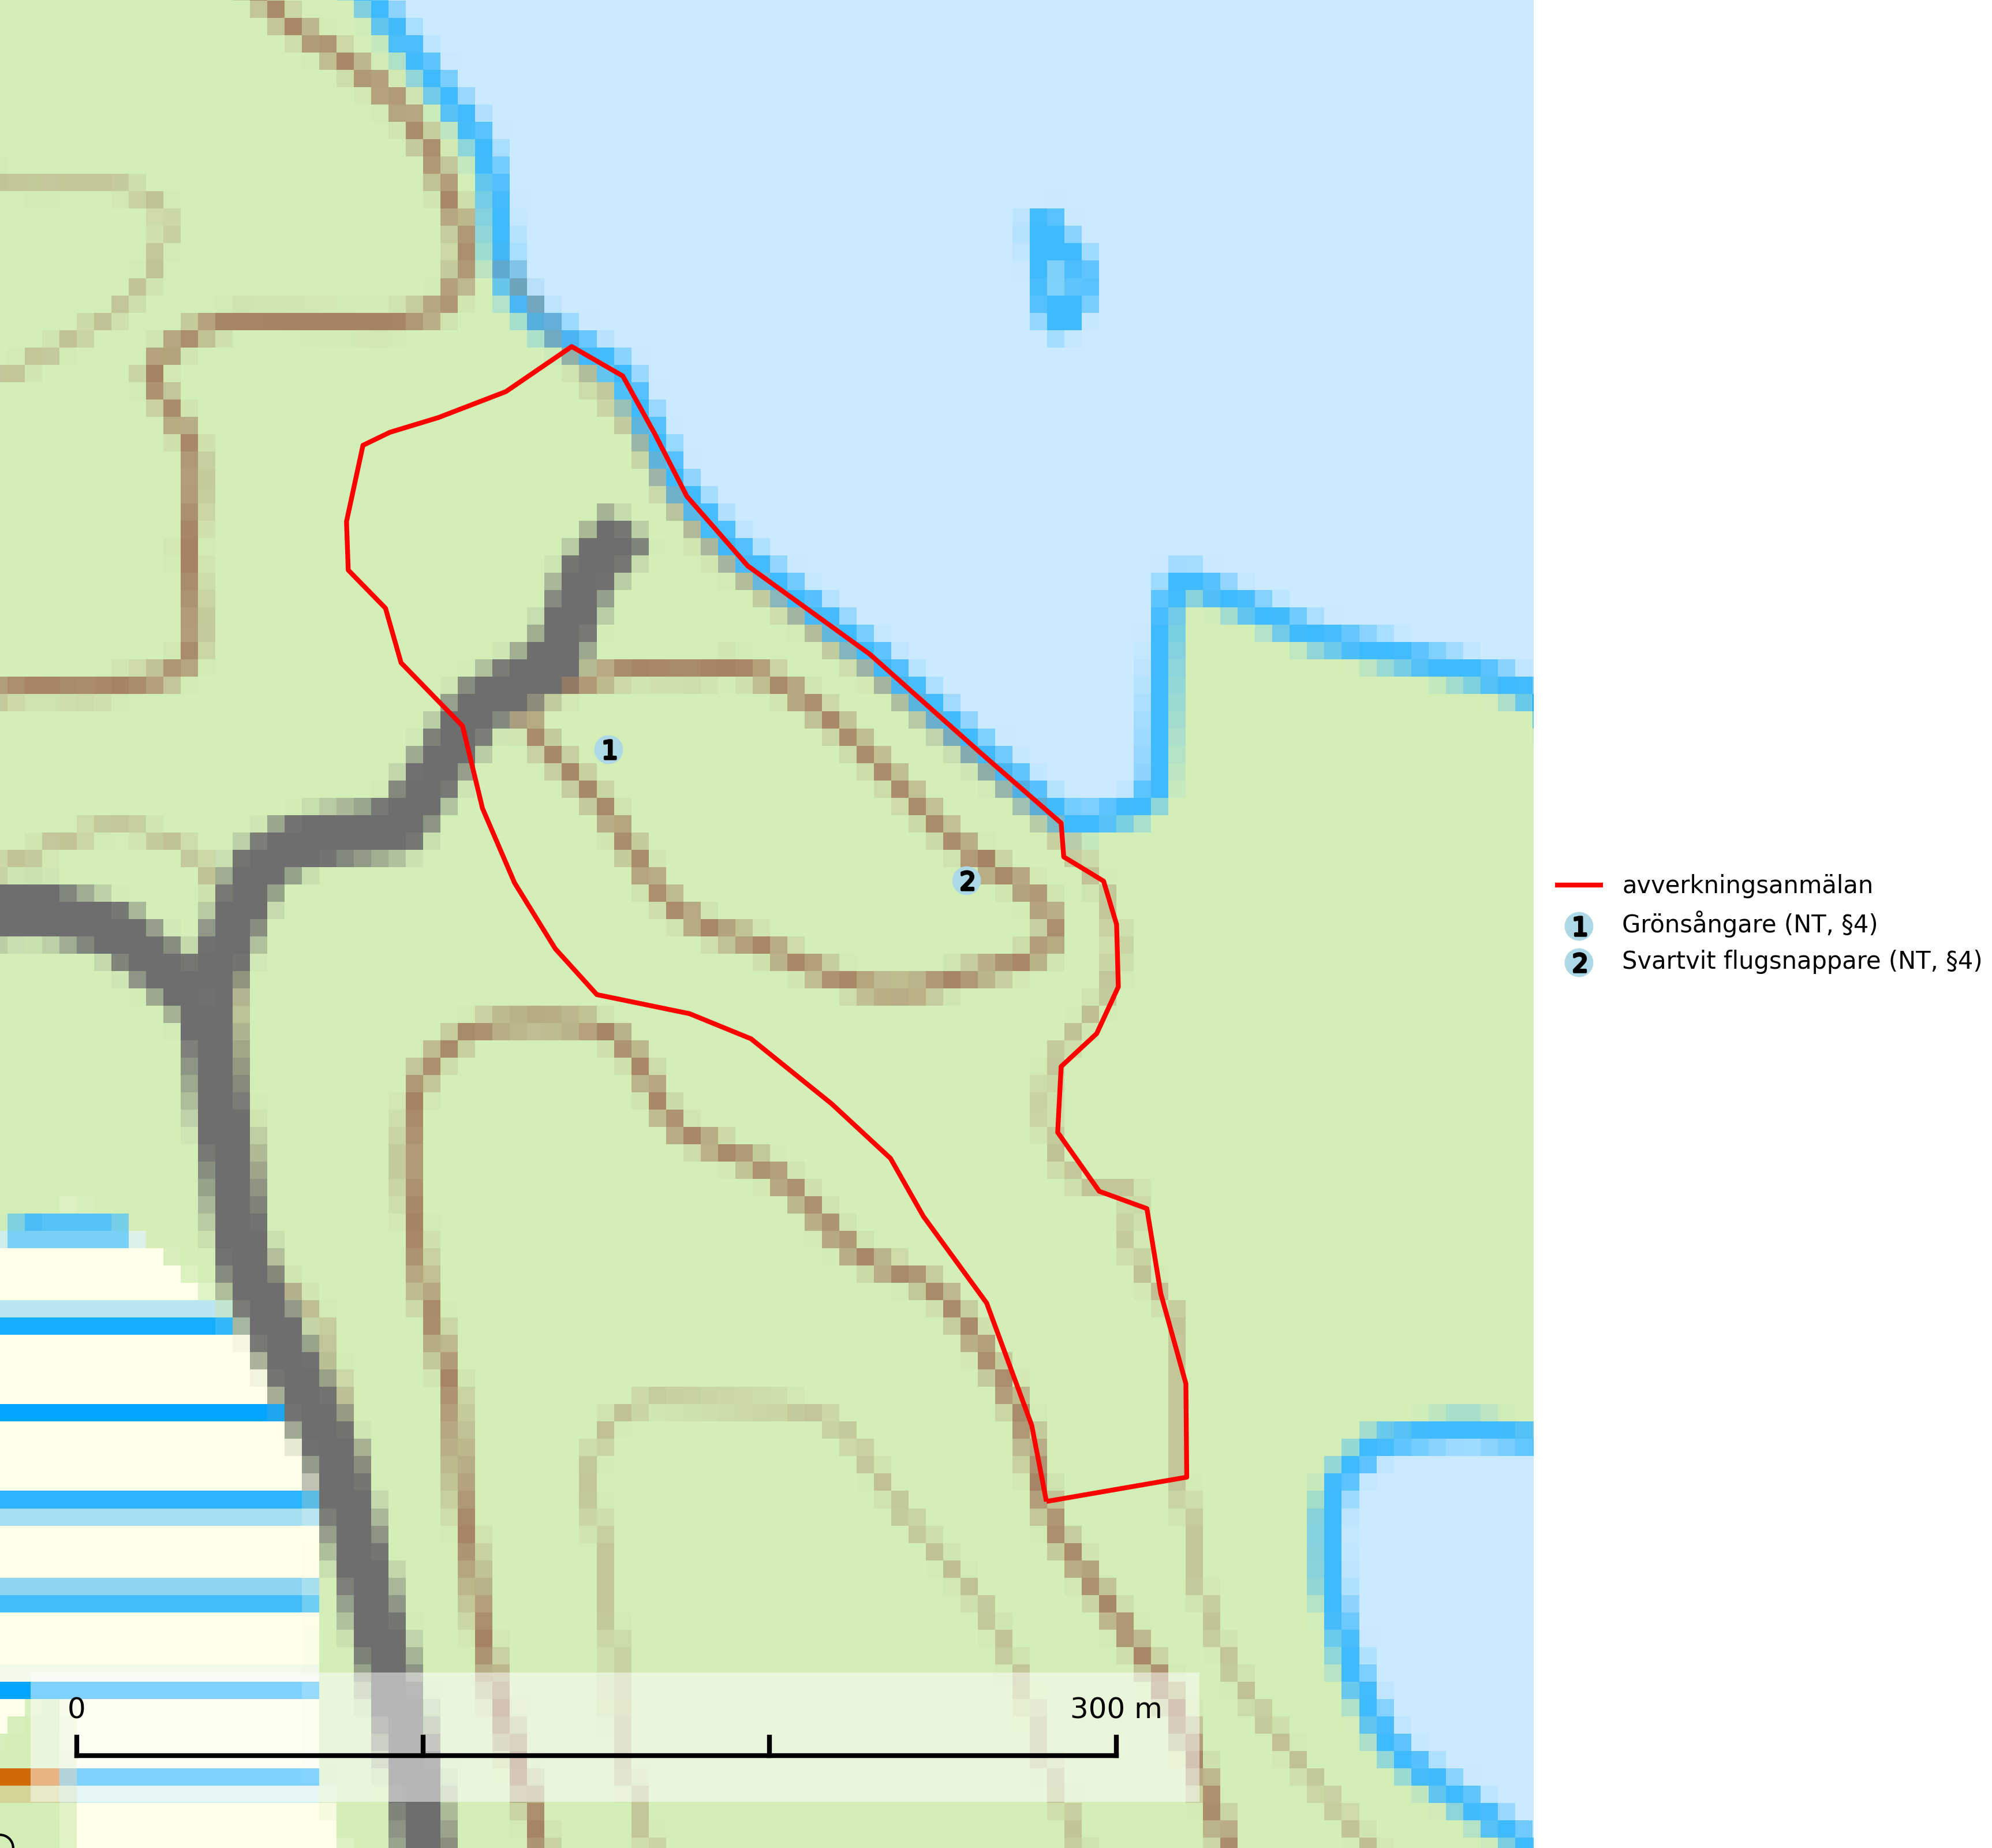 1
2
avverkningsanmälan
1 Grönsångare (NT, §4)
2 Svartvit flugsnappare (NT, §4)
0 300 m